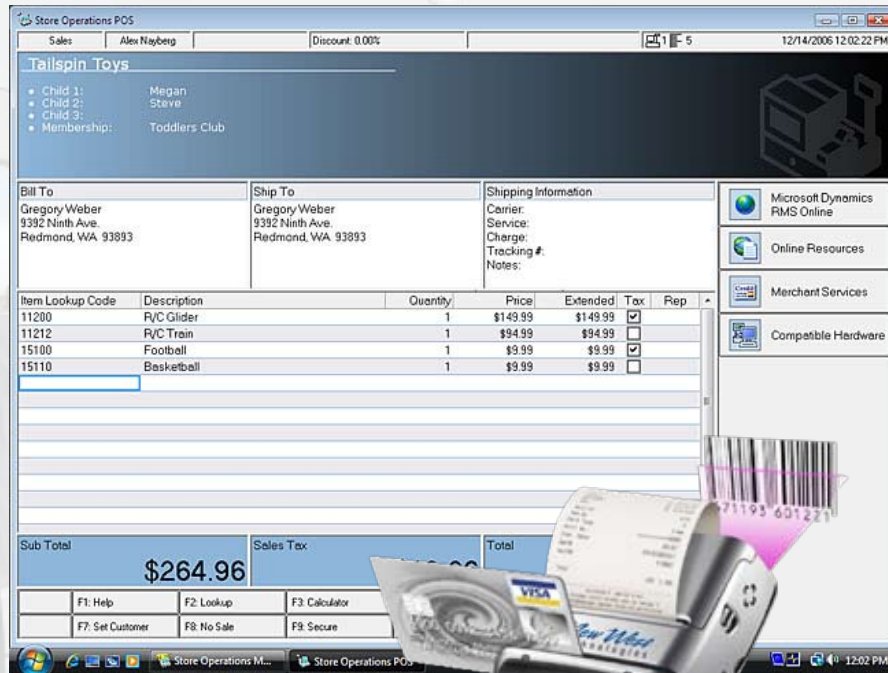 Store Operations POS
Sales Alex Nayberg Discount: 0.00% 1 5 12/14/2006 12:02:22 PM
Tailspin Toys
Child 1: Megan
Child 2: Steve
Child 3:
Membership: Toddlers Club
Bill To Ship To Shipping Information
Gregory Weber Gregory Weber Carrier:
9392 Ninth Ave. 9392 Ninth Ave. Service:
Redmond, WA 93893 Redmond, WA 93893 Charge:
Tracking #:
Notes:
Microsoft Dynamics
RMS Online
Online Resources
Merchant Services
Compatible Hardware
Item Lookup Code Description Quantity Price Extended Tax Rep
11200 R/C Glider 1 $149.99 $149.99
11212 R/C Train 1 $94.99 $94.99
15100 Football 1 $9.99 $9.99
15110 Basketball 1 $9.99 $9.99
671193 601221
Sub Total Sales Tax Total
$264.96
VISA
F1: Help F2: Lookup F3: Calculator
F7: Set Customer F8: No Sale F9: Secure
New West
Technologies
Store Operations M... Store Operations POS 12:02 PM